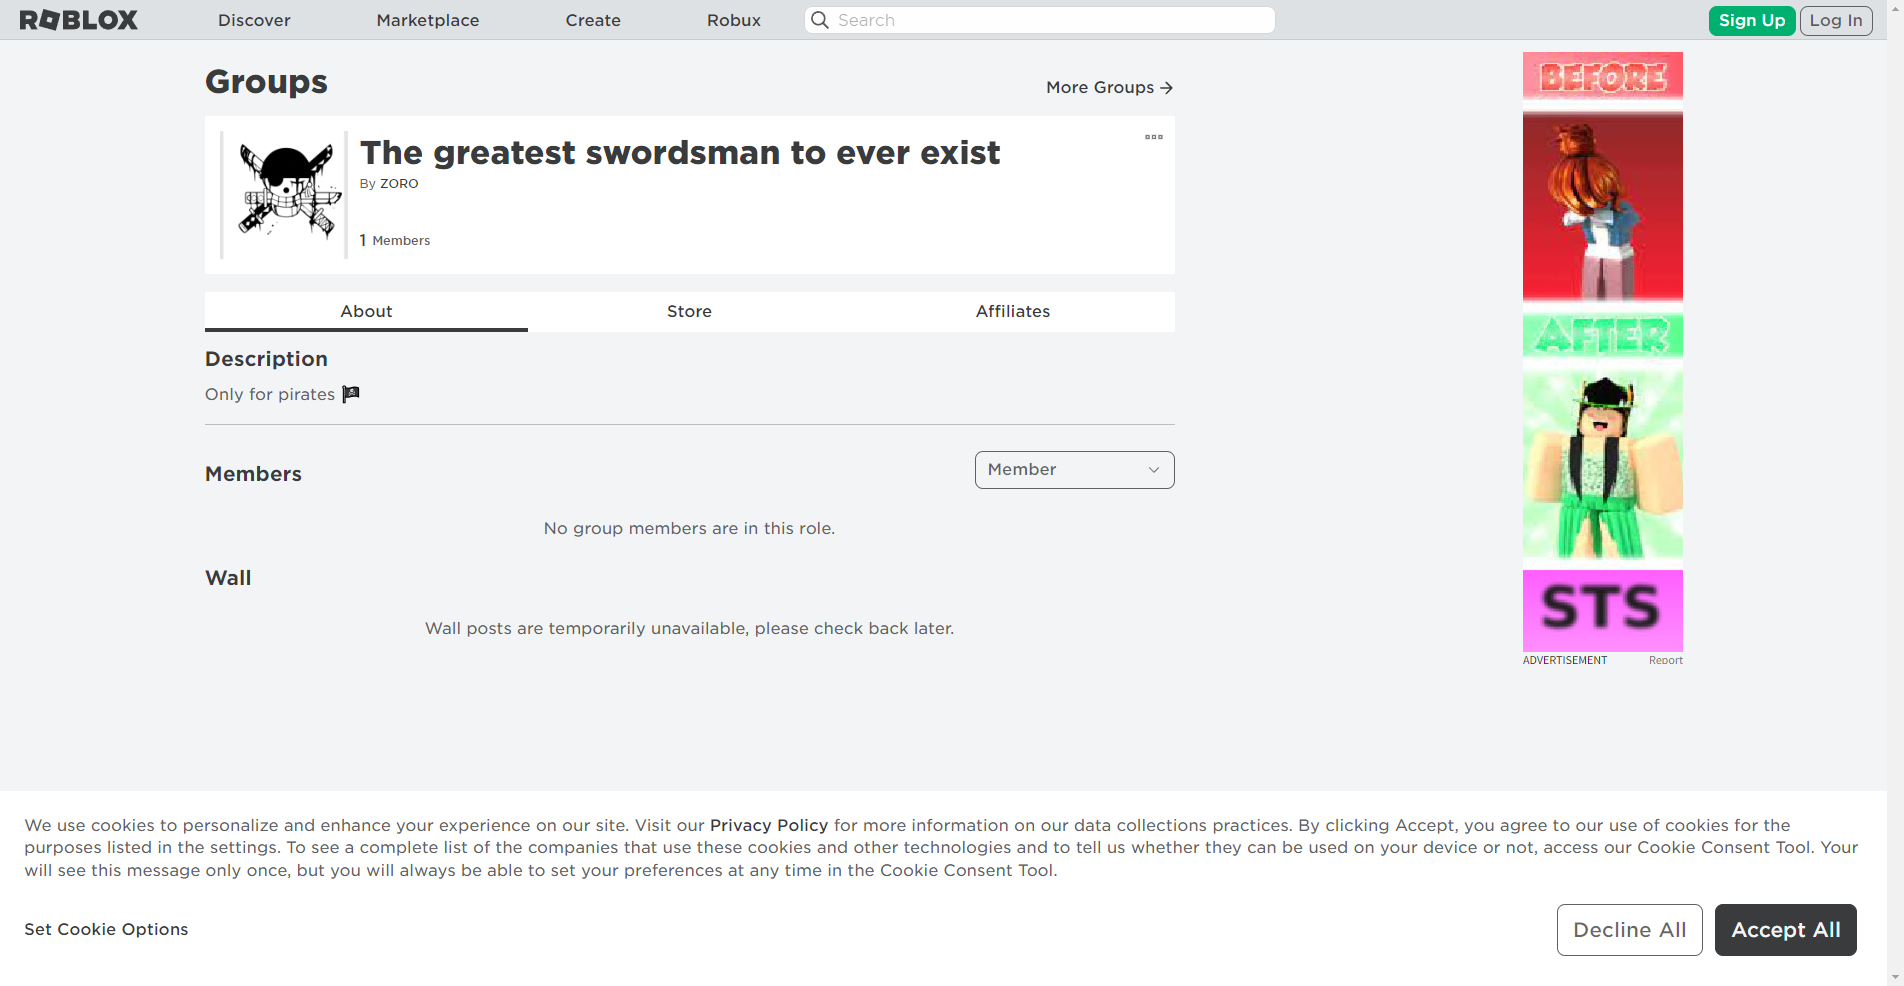 ROBLOX
Discover
Marketplace
Create
Robux
Search
Sign Up
Log In
Groups
More Groups
The greatest swordsman to ever exist
By ZORO
1 Members
About
Store
Affiliates
Description
Only for pirates
Members
Member
No group members are in this role.
Wall
Wall posts are temporarily unavailable, please check back later.
BEFORE
AFTER
STS
ADVERTISEMENT
Report
We use cookies to personalize and enhance your experience on our site. Visit our Privacy Policy for more information on our data collections practices. By clicking Accept, you agree to our use of cookies for the
purposes listed in the settings. To see a complete list of the companies that use these cookies and other technologies and to tell us whether they can be used on your device or not, access our Cookie Consent Tool. Your
will see this message only once, but you will always be able to set your preferences at any time in the Cookie Consent Tool.
Set Cookie Options
Decline All
Accept All